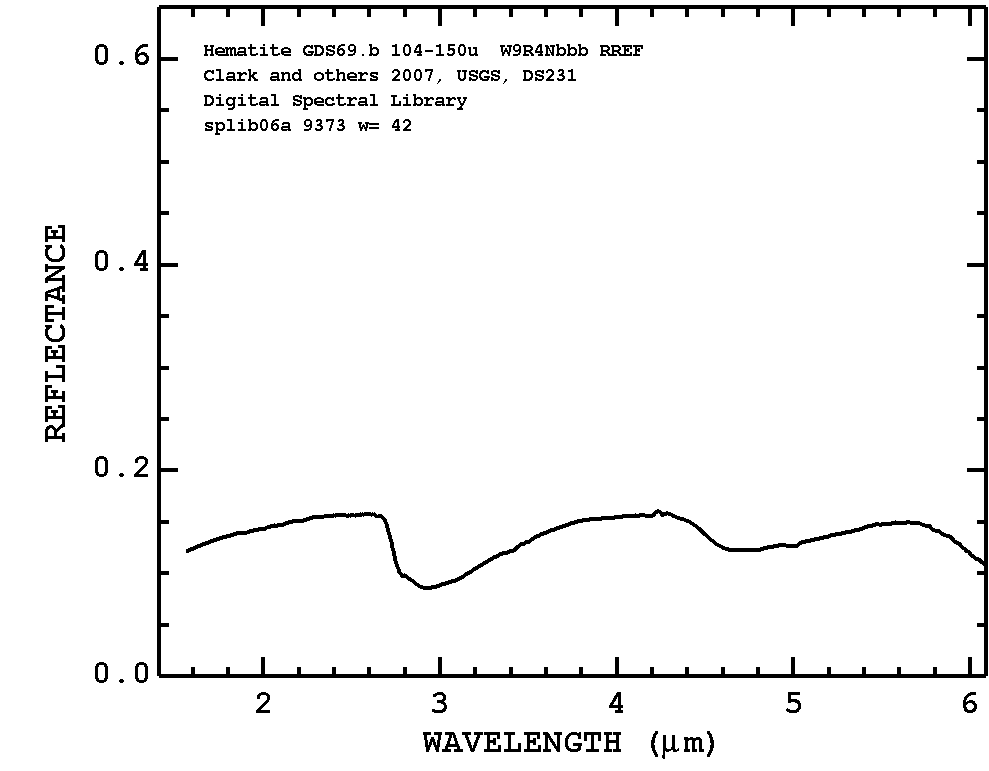 Hematite GDS69.b 104-150u W9R4Nbbb RREF
Clark and others 2007, USGS, DS231
Digital Spectral Library
splib06a 9373 w= 42
REFLECTANCE
0.6
0.4
0.2
0.0
2 3 4 5 6
WAVELENGTH (μm)